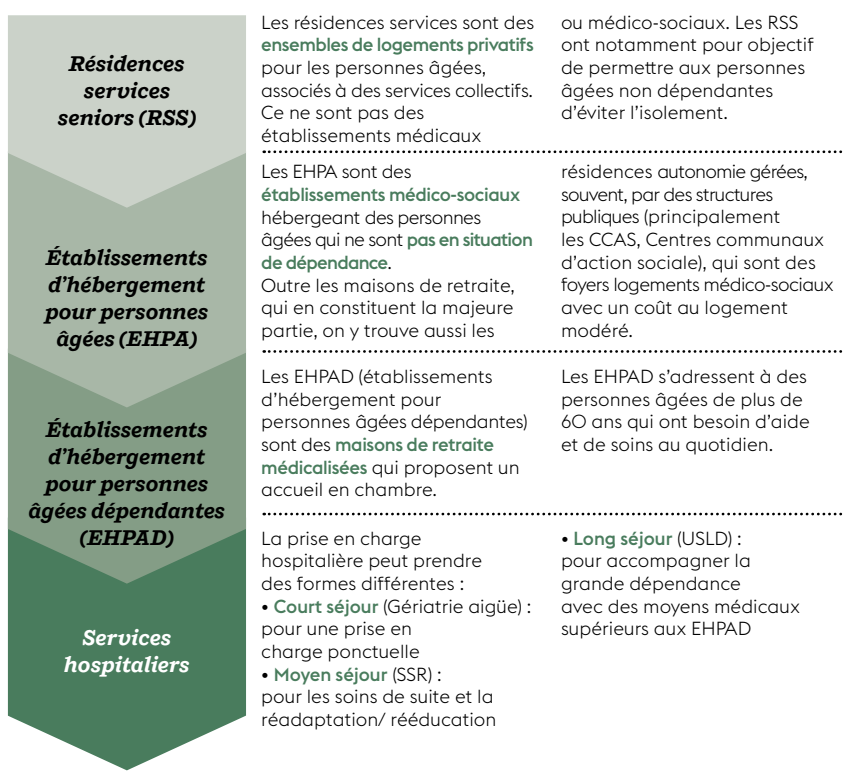 Résidences
services
seniors (RSS)
Les résidences services sont des
ensembles de logements privatifs
pour les personnes âgées,
associés à des services collectifs.
Ce ne sont pas des
établissements médicaux
ou médico-sociaux. Les RSS
ont notamment pour objectif
de permettre aux personnes
âgées non dépendantes
d'éviter l'isolement.
Établissements
d'hébergement
pour personnes
âgées (EHPA)
Les EHPA sont des
établissements médico-sociaux
hébergeant des personnes
âgées qui ne sont pas en situation
de dépendance.
Outre les maisons de retraite,
qui en constituent la majeure
partie, on y trouve aussi les
résidences autonomie gérées,
souvent, par des structures
publiques (principalement
les CCAS, Centres communaux
d'action sociale), qui sont des
foyers logements médico-sociaux
avec un coût au logement
modéré.
Établissements
d'hébergement
pour personnes
âgées dépendantes
(EHPAD)
Les EHPAD (établissements
d'hébergement pour
personnes âgées dépendantes)
sont des maisons de retraite
médicalisées qui proposent un
accueil en chambre.
Les EHPAD s'adressent à des
personnes âgées de plus de
60 ans qui ont besoin d'aide
et de soins au quotidien.
Services
hospitaliers
La prise en charge
hospitalière peut prendre
des formes différentes :
• Court séjour (Gériatrie aigüe) :
pour une prise en
charge ponctuelle
• Moyen séjour (SSR) :
pour les soins de suite et la
réadaptation/ rééducation
• Long séjour (USLD) :
pour accompagner la
grande dépendance
avec des moyens médicaux
supérieurs aux EHPAD